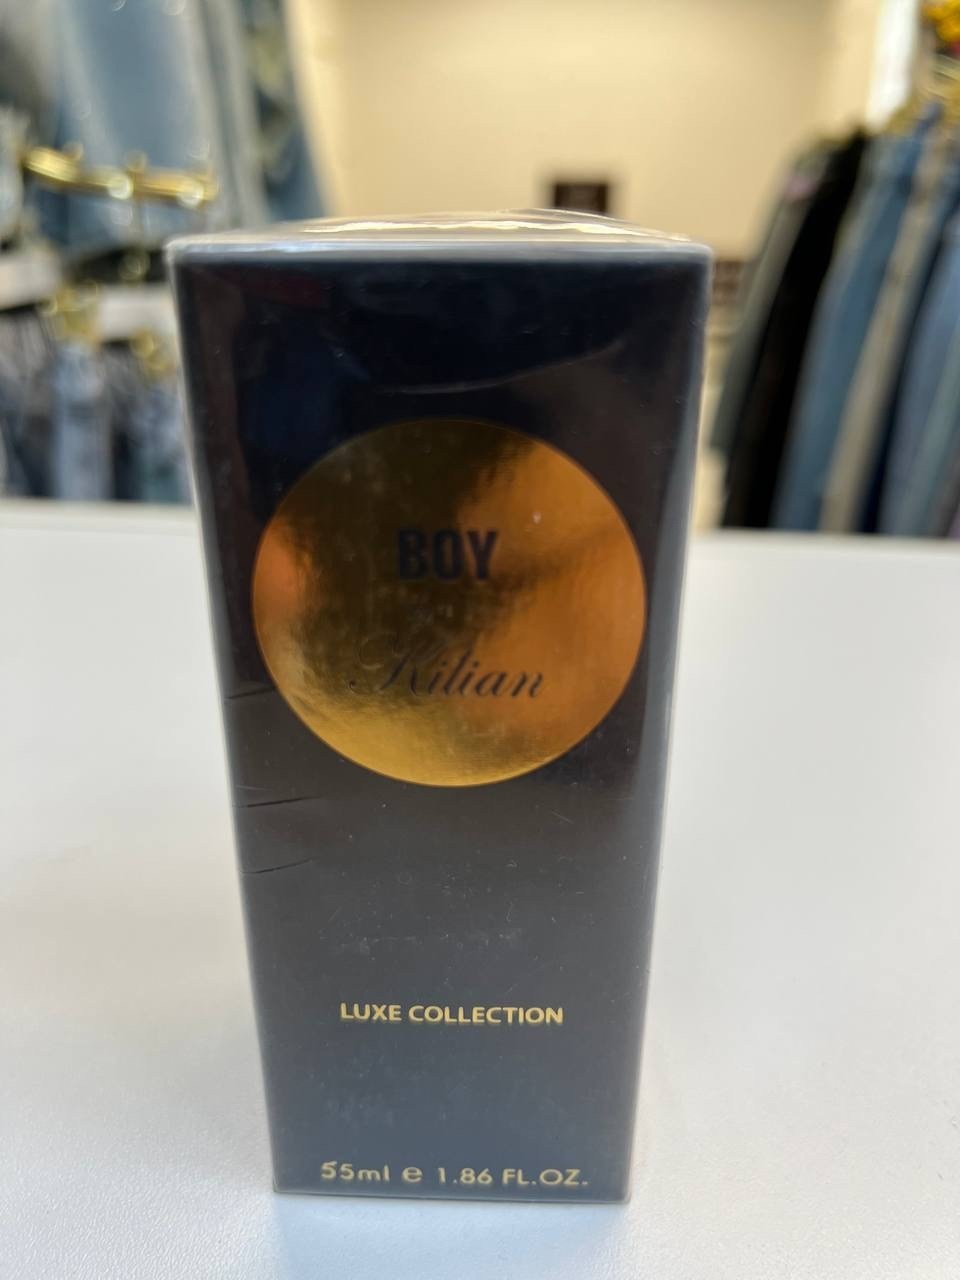 BOY
Kilian
LUXE COLLECTION
55ml e 1.86 FL.OZ.